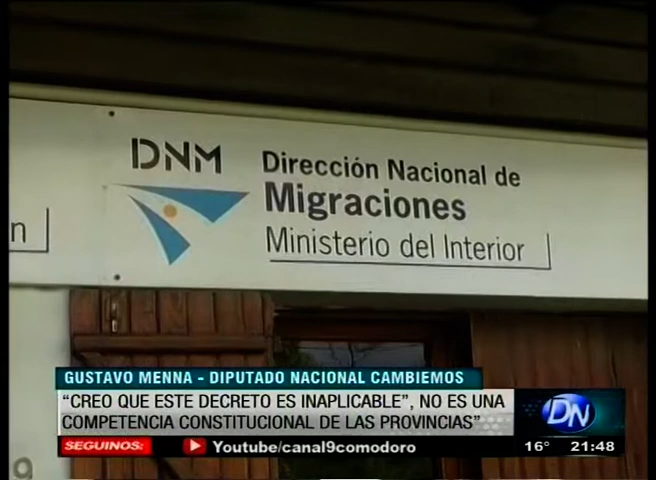 DNM
Dirección Nacional de
Migraciones
Ministerio del Interior
n
GUSTAVO MENNA - DIPUTADO NACIONAL CAMBIEMOS
"CREO QUE ESTE DECRETO ES INAPLICABLE", NO ES UNA
COMPETENCIA CONSTITUCIONAL DE LAS PROVINCIAS"
DN
SEGUINOS:
Youtube/canal9comodoro
16° 21:48
9